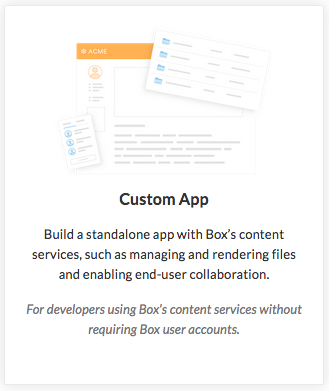 ACME
Custom App
Build a standalone app with Box's content
services, such as managing and rendering files
and enabling end-user collaboration.
For developers using Box's content services without
requiring Box user accounts.